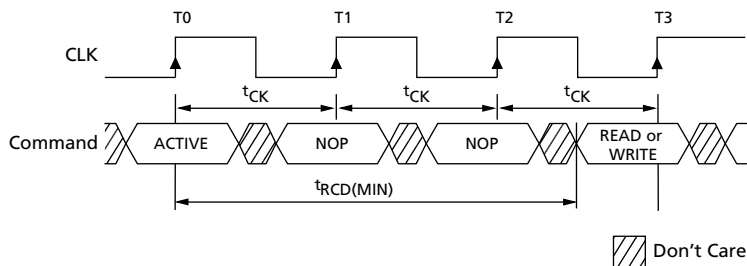 T0 T1 T2 T3
CLK
tCK tCK tCK
Command ACTIVE NOP NOP READ or
WRITE
tRCD(MIN)
Don't Care